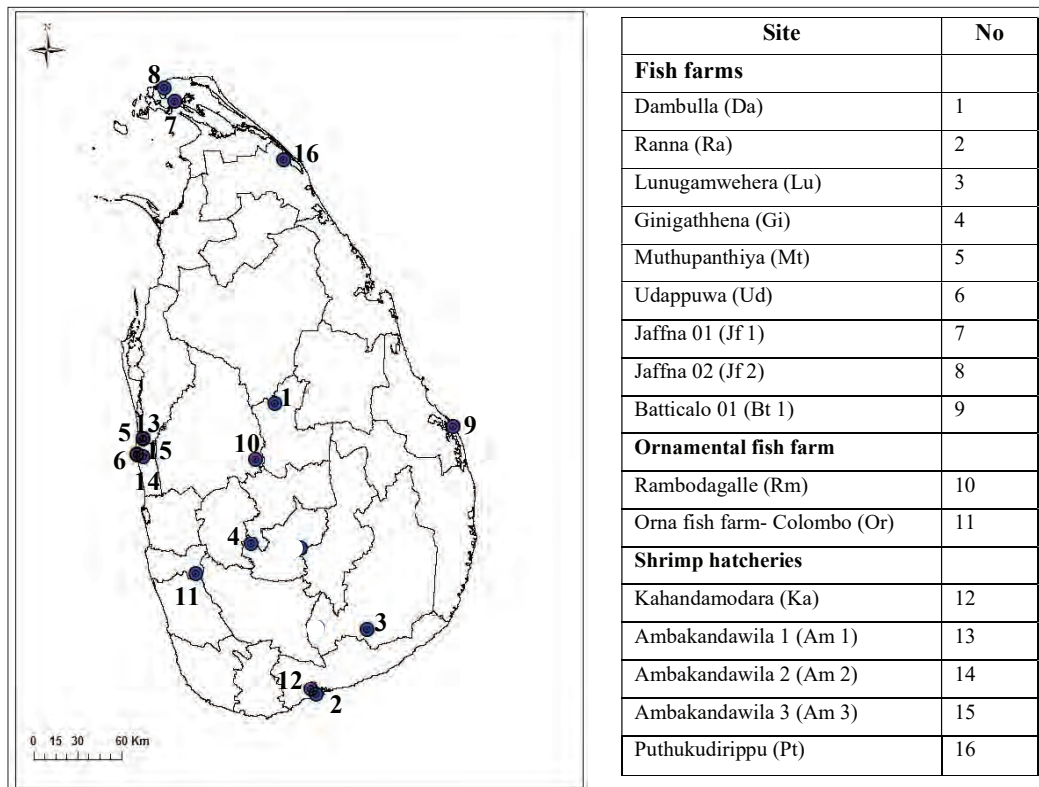 N
8
7
16
1
5 13
9
6 15
10
14
4
11
3
12
2
0 15 30 60 Km
Site No
Fish farms
Dambulla (Da) 1
Ranna (Ra) 2
Lunugamwehera (Lu) 3
Ginigathhena (Gi) 4
Muthupanthiya (Mt) 5
Udappuwa (Ud) 6
Jaffna 01 (Jf 1) 7
Jaffna 02 (Jf 2) 8
Batticalo 01 (Bt 1) 9
Ornamental fish farm
Rambodagalle (Rm) 10
Orna fish farm- Colombo (Or) 11
Shrimp hatcheries
Kahandamodara (Ka) 12
Ambakandawila 1 (Am 1) 13
Ambakandawila 2 (Am 2) 14
Ambakandawila 3 (Am 3) 15
Puthukudirippu (Pt) 16